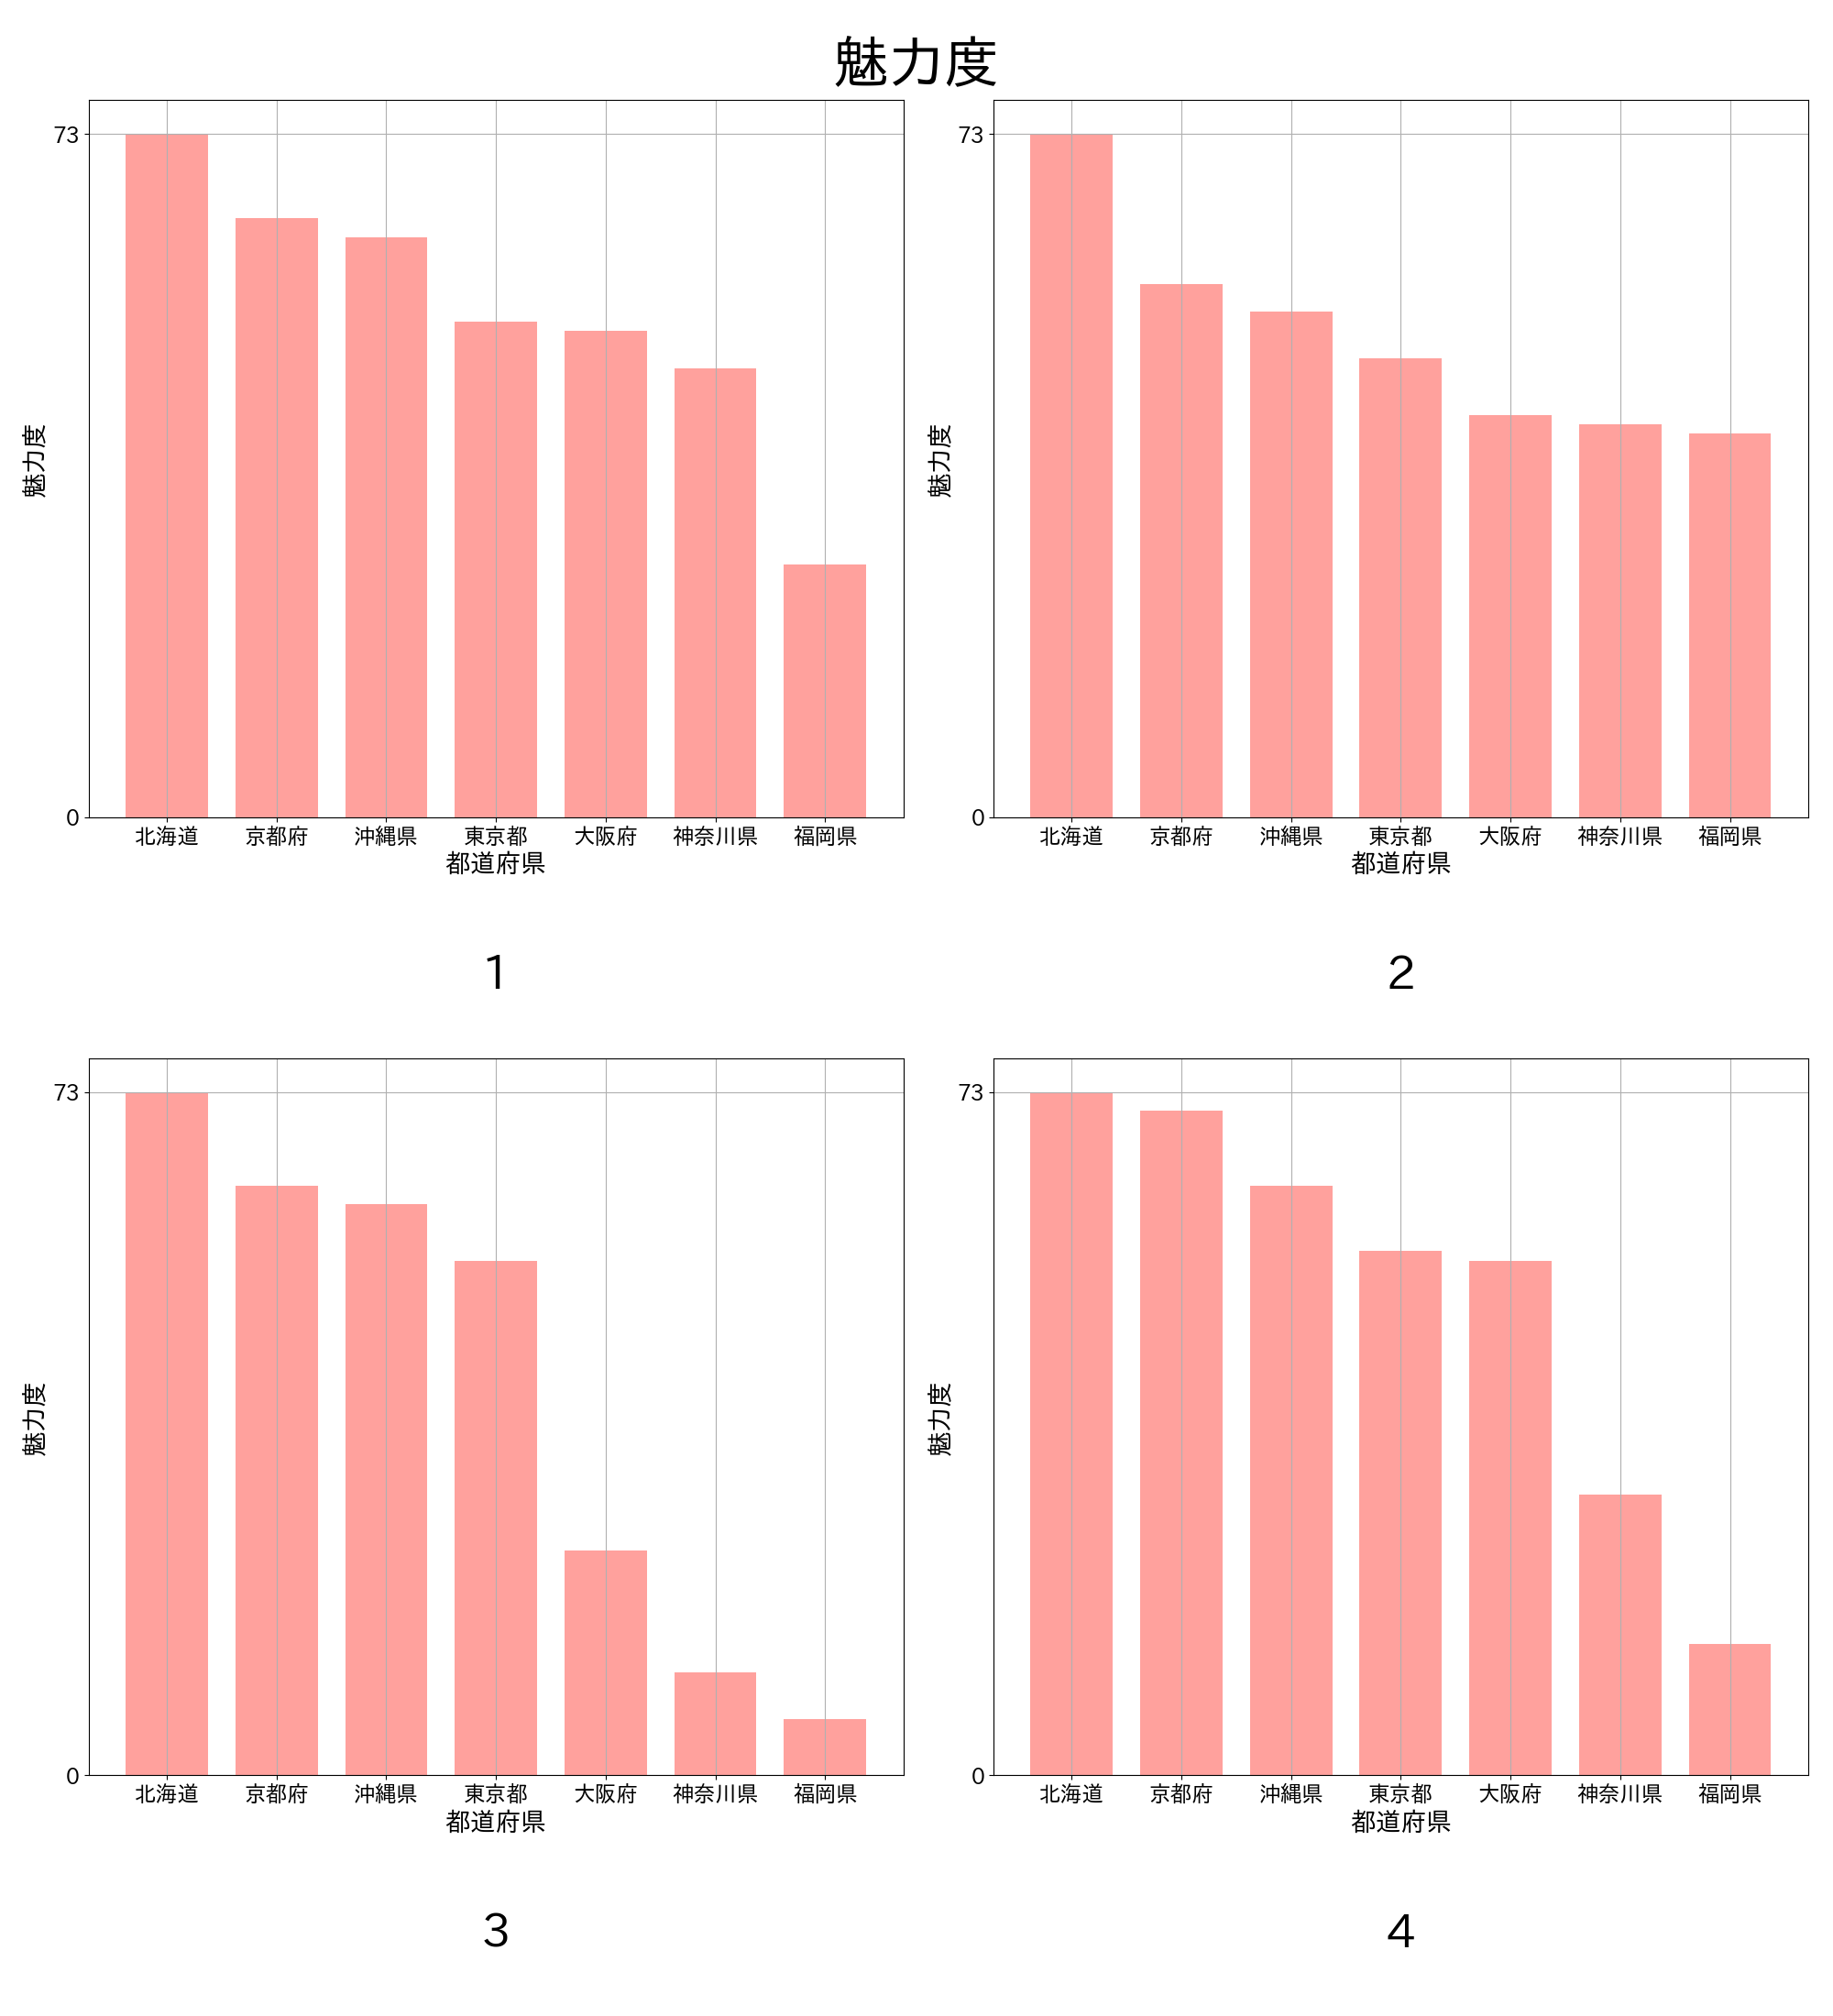 魅力度
73
0
魅力度
北海道 京都府 沖縄県 東京都 大阪府 神奈川県 福岡県
都道府県
1
73
0
魅力度
北海道 京都府 沖縄県 東京都 大阪府 神奈川県 福岡県
都道府県
2
73
0
魅力度
北海道 京都府 沖縄県 東京都 大阪府 神奈川県 福岡県
都道府県
3
73
0
魅力度
北海道 京都府 沖縄県 東京都 大阪府 神奈川県 福岡県
都道府県
4